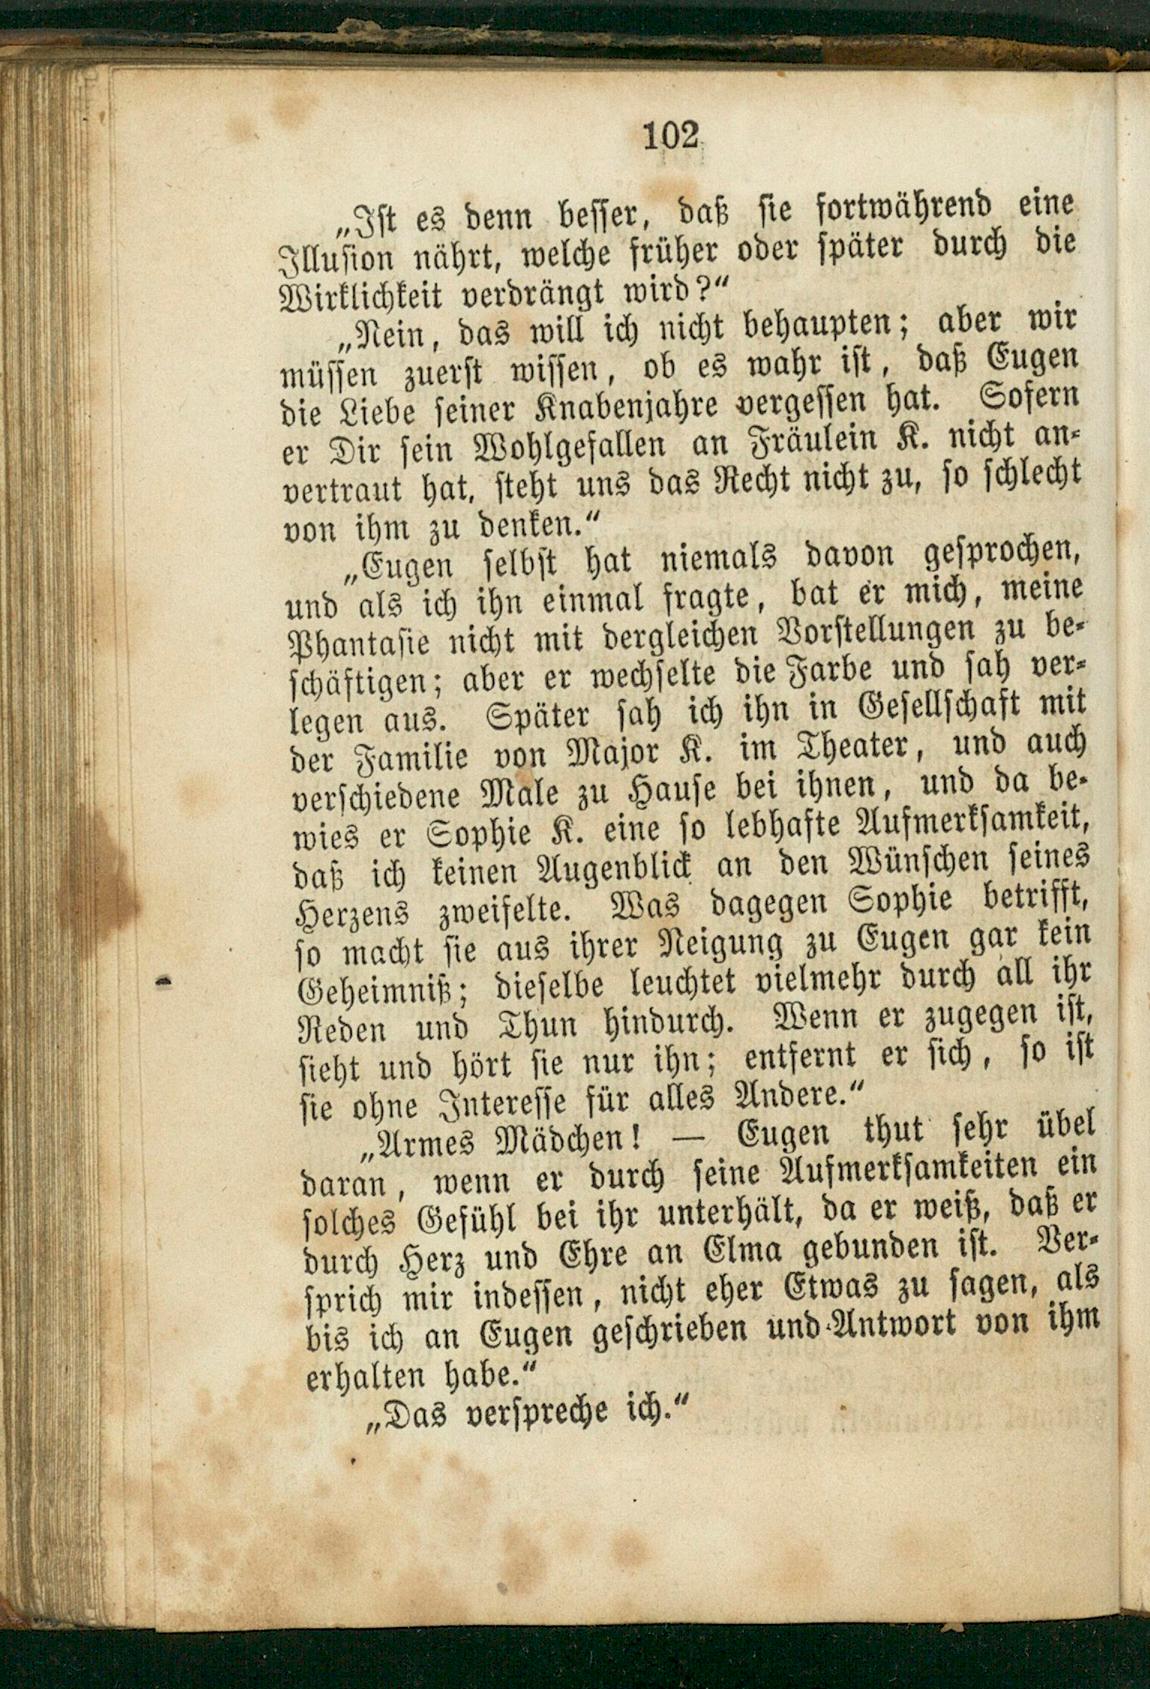 102
„Ist es denn besser, daß sie fortwährend eine
Illusion nährt, welche früher oder später durch die
Wirklichkeit verdrängt wird?“
„Nein, das will ich nicht behaupten; aber wir
müssen zuerst wissen, ob es wahr ist, daß Eugen
die Liebe seiner Knabenjahre vergessen hat. Sofern
er Dir sein Wohlgefallen an Fräulein K. nicht an-
vertraut hat, steht uns das Recht nicht zu, so schlecht
von ihm zu denken.“
„Eugen selbst hat niemals davon gesprochen,
und als ich ihn einmal fragte, bat er mich, meine
Phantasie nicht mit dergleichen Vorstellungen zu be-
schäftigen; aber er wechselte die Farbe und sah ver-
legen aus. Später sah ich ihn in Gesellschaft mit
der Familie von Major K. im Theater, und auch
verschiedene Male zu Hause bei ihnen, und da be-
wies er Sophie K. eine so lebhafte Aufmerksamkeit,
daß ich keinen Augenblick an den Wünschen seines
Herzens zweifelte. Was dagegen Sophie betrifft,
so macht sie aus ihrer Neigung zu Eugen gar kein
Geheimniß; dieselbe leuchtet vielmehr durch all ihr
Reden und Thun hindurch. Wenn er zugegen ist,
sieht und hört sie nur ihn; entfernt er sich, so ist
sie ohne Interesse für alles Andere.“
„Armes Mädchen! — Eugen thut sehr übel
daran, wenn er durch seine Aufmerksamkeiten ein
solches Gefühl bei ihr unterhält, da er weiß, daß er
durch Herz und Ehre an Elma gebunden ist. Ver-
sprich mir indessen, nicht eher Etwas zu sagen, als
bis ich an Eugen geschrieben und Antwort von ihm
erhalten habe.“
„Das verspreche ich.“